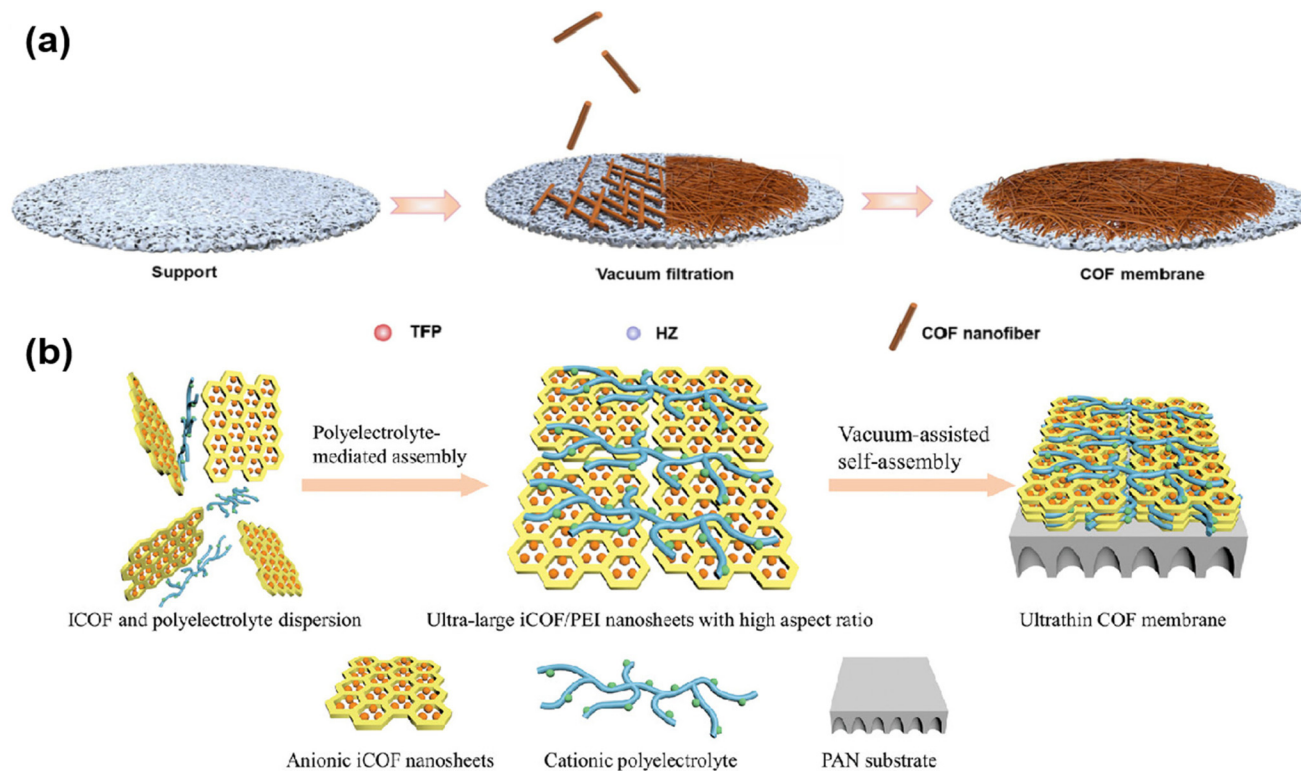 (a)
Support
Vacuum filtration
COF membrane
TFP
HZ
COF nanofiber
(b)
Polyelectrolyte-
mediated assembly
Vacuum-assisted
self-assembly
ICOF and polyelectrolyte dispersion
Ultra-large iCOF/PEI nanosheets with high aspect ratio
Ultrathin COF membrane
Anionic iCOF nanosheets
Cationic polyelectrolyte
PAN substrate